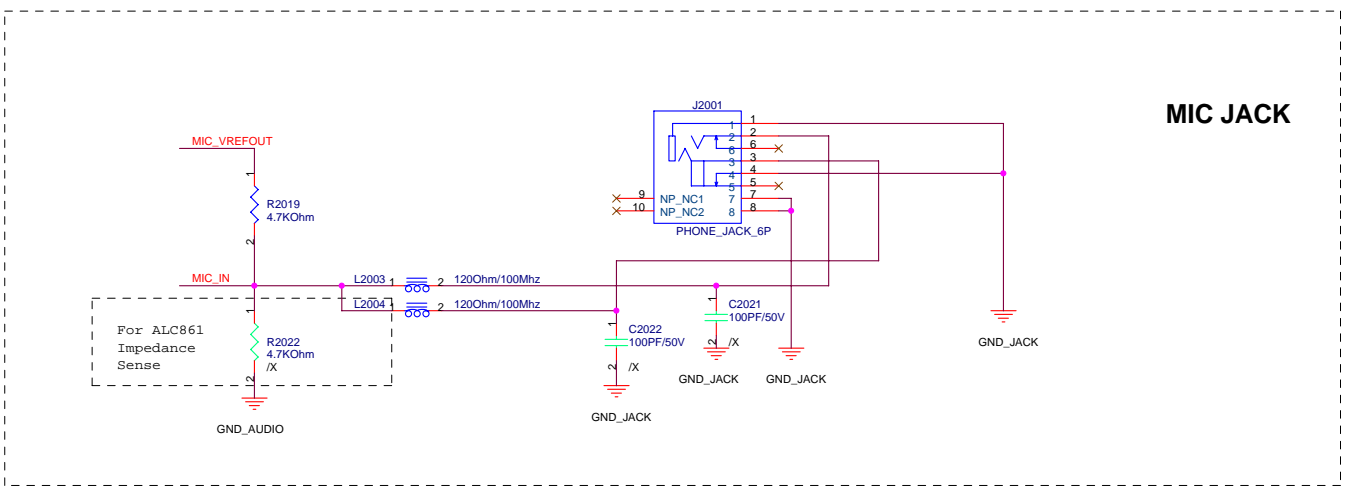 MIC JACK
J2001
1
1
2
2
6
6
3
3
4
4
5
5
9
NP_NC1
7
7
10
NP_NC2
8
8
PHONE_JACK_6P
MIC_VREFOUT
1
R2019
4.7KOhm
2
MIC_IN
L2003
1
2
120Ohm/100Mhz
L2004
1
2
120Ohm/100Mhz
For ALC861
Impedance
Sense
1
R2022
4.7KOhm
/X
2
GND_AUDIO
1
C2022
100PF/50V
2
/X
GND_JACK
1
C2021
100PF/50V
2
/X
GND_JACK
GND_JACK
GND_JACK